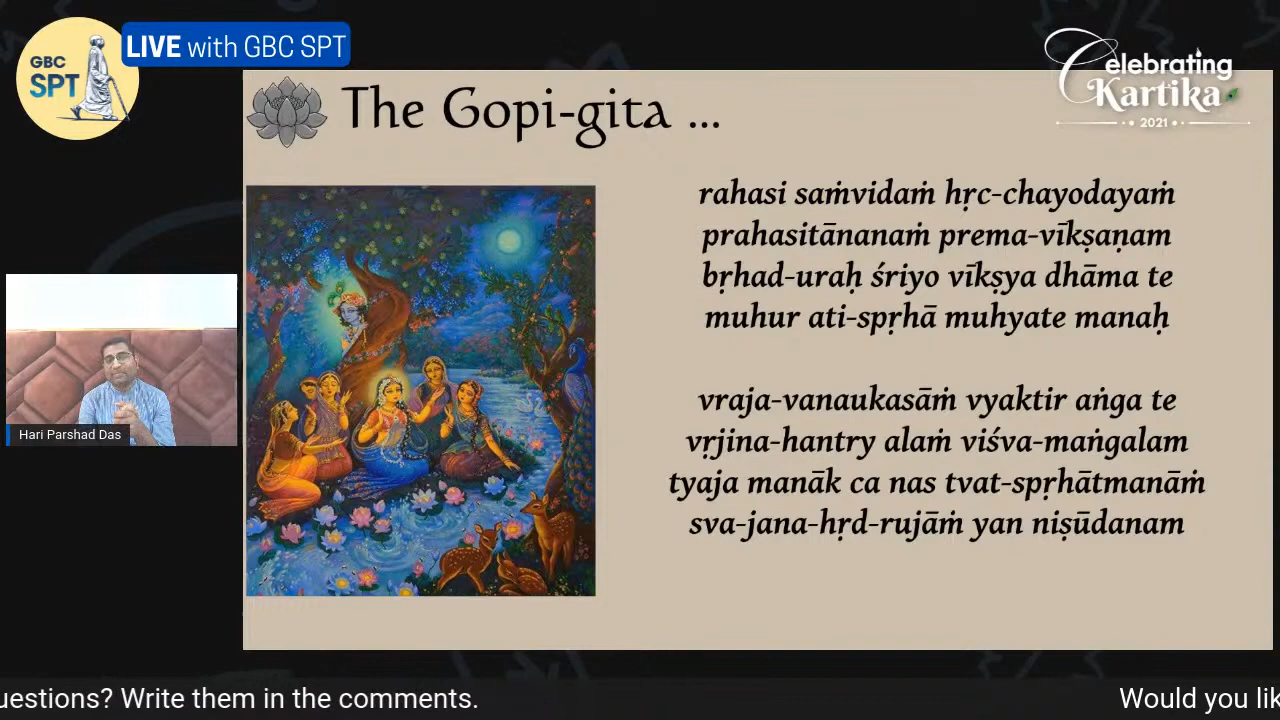 GBC
SPT
LIVE with GBC SPT
Celebrating
Kartika
2021
The Gopi-gita ...
rahasi saṁvidaṁ hṛc-chayodayaṁ
prahasitānanaṁ prema-vīkṣaṇam
bṛhad-uraḥ śriyo vīkṣya dhāma te
muhur ati-spṛhā muhyate manaḥ
vraja-vanaukasāṁ vyaktir aṅga te
vṛjina-hantry alaṁ viśva-maṅgalam
tyaja manāk ca nas tvat-spṛhātmanāṁ
sva-jana-hṛd-rujāṁ yan niṣūdanam
Hari Parshad Das
uestions? Write them in the comments.
Would you lik